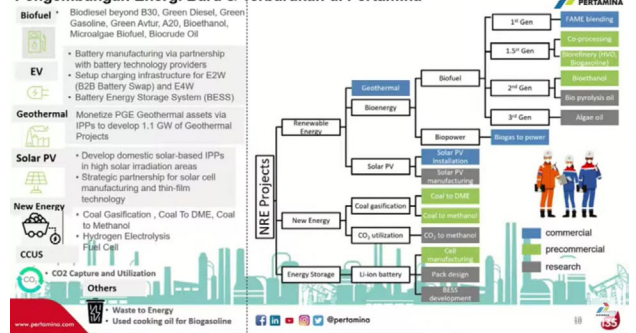 Pengembangan Energi Baru & Terbarukan di Pertamina
PERTAMINA
Biofuel
Biodiesel beyond B30, Green Diesel, Green
Gasoline, Green Avtur, A20, Bioethanol,
Microalgae Biofuel, Biocrude Oil
EV
• Battery manufacturing via partnership
with battery technology providers
• Setup charging infrastructure for E2W
(B2B Battery Swap) and E4W
• Battery Energy Storage System (BESS)
Geothermal
Monetize PGE Geothermal assets via
IPPs to develop 1.1 GW of Geothermal
Projects
Solar PV
• Develop domestic solar-based IPPs
in high solar irradiation areas
• Strategic partnership for solar cell
manufacturing and thin-film
technology
New Energy
• Coal Gasification , Coal To DME, Coal
to Methanol
• Hydrogen Electrolysis
Fuel Cell
CCUS
CO2
• CO2 Capture and Utilization
Others
• Waste to Energy
• Used cooking oil for Biogasoline
NRE Projects
Renewable
Energy
New Energy
Energy Storage
Geothermal
Bioenergy
Solar PV
Coal gasification
CO₂ utilization
Li-ion battery
Biofuel
Biopower
Solar PV
Installation
Solar PV
manufacturing
Coal to DME
Coal to methanol
CO₂ to methanol
Cell
manufacturing
Pack design
BESS
development
1st Gen
1.5st Gen
2nd Gen
3rd Gen
Biogas to power
FAME blending
Co-processing
Biorefinery (HVO,
Biogasoline)
Bioethanol
Bio pyrolysis oil
Algae oil
commercial
precommercial
research
www.pertamina.com
@pertamina
135